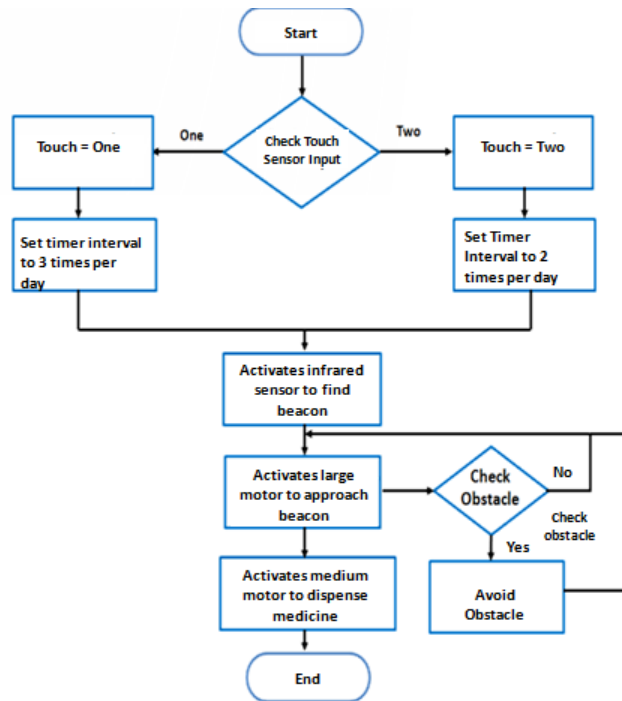 Start
Check Touch
Sensor Input
One
Two
Touch = One
Touch = Two
Set timer interval
to 3 times per
day
Set Timer
Interval to 2
times per day
Activates infrared
sensor to find
beacon
Activates large
motor to approach
beacon
Check
Obstacle
No
Check
obstacle
Yes
Avoid
Obstacle
Activates medium
motor to dispense
medicine
End